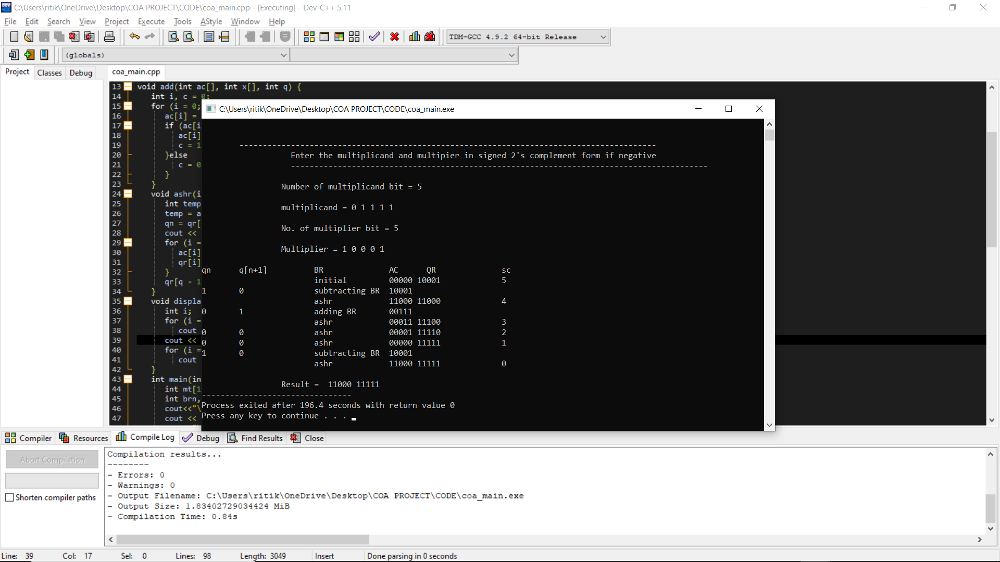 C:\Users\ritik\OneDrive\Desktop\COA PROJECT\CODE\coa_main.cpp - [Executing] - Dev-C++ 5.11
File Edit Search View Project Execute Tools AStyle Window Help
TDM-GCC 4.9.2 64-bit Release
(globals)
Project Classes Debug coa_main.cpp
13 void add(int ac[], int x[], int q) {
14 int i, c = 0;
15 for (i = 0;
16 ac[i] =
17 if (ac[i
18 ac[i]
19 c = 1
20 }else
21 c = 0
22 }
23 }
24 void ashr(i
25 int temp
26 temp = a
27 qn = qr[
28 cout <<
29 for (i =
30 ac[i]
31 qr[i]
32 }
33 qr[q - 1
34 }
35 void displa
36 int i;
37 for (i =
38 cout
39 cout <<
40 for (i =
41 cout
42 }
43 int main(in
44 int mt[1
45 int brn,
46 cout<<"\
47 cout <<
C:\Users\ritik\OneDrive\Desktop\COA PROJECT\CODE\coa_main.exe
-----------------------------------------------------------------------------------------
Enter the multiplicand and multipier in signed 2's complement form if negative
-----------------------------------------------------------------------------------------
Number of multiplicand bit = 5
multiplicand = 0 1 1 1 1
No. of multiplier bit = 5
Multiplier = 1 0 0 0 1
qn q[n+1] BR AC QR sc
initial 00000 10001 5
1 0 subtracting BR 10001
ashr 11000 11000 4
0 1 adding BR 00111
ashr 00011 11100 3
0 0 ashr 00001 11110 2
0 0 ashr 00000 11111 1
1 0 subtracting BR 10001
ashr 11000 11111 0
Result = 11000 11111
--------------------------------
Process exited after 196.4 seconds with return value 0
Press any key to continue . . .
Compiler Resources Compile Log Debug Find Results Close
Abort Compilation
Shorten compiler paths
Compilation results...
--------
- Errors: 0
- Warnings: 0
- Output Filename: C:\Users\ritik\OneDrive\Desktop\COA PROJECT\CODE\coa_main.exe
- Output Size: 1.83402729034424 MiB
- Compilation Time: 0.84s
Line: 39 Col: 17 Sel: 0 Lines: 98 Length: 3049 Insert Done parsing in 0 seconds